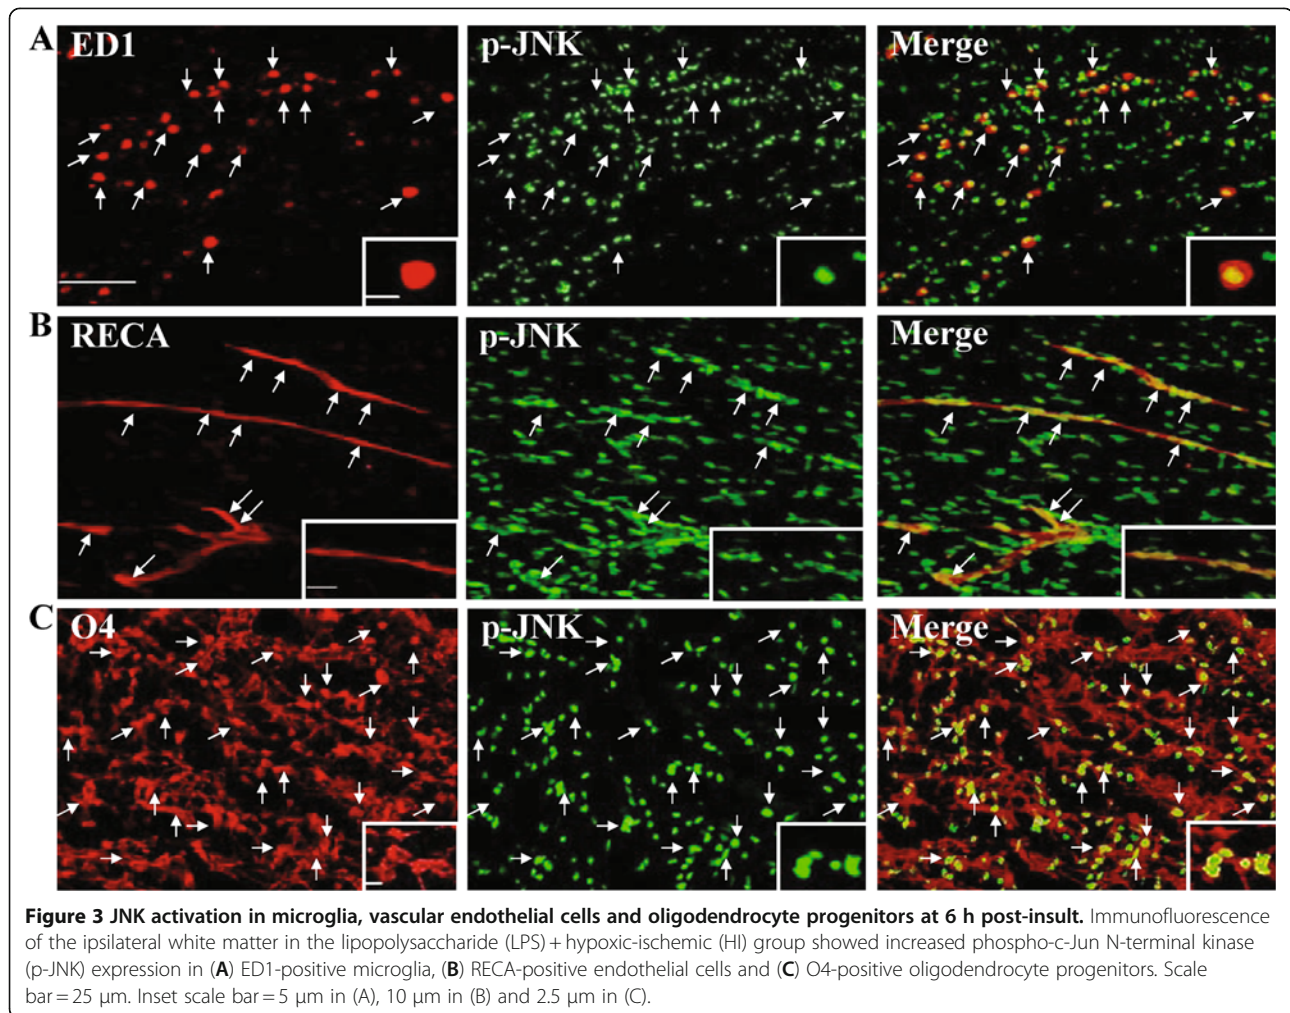 A ED1 p-JNK Merge
B RECA p-JNK Merge
C O4 p-JNK Merge
Figure 3 JNK activation in microglia, vascular endothelial cells and oligodendrocyte progenitors at 6 h post-insult. Immunofluorescence
of the ipsilateral white matter in the lipopolysaccharide (LPS) + hypoxic-ischemic (HI) group showed increased phospho-c-Jun N-terminal kinase
(p-JNK) expression in (A) ED1-positive microglia, (B) RECA-positive endothelial cells and (C) O4-positive oligodendrocyte progenitors. Scale
bar = 25 μm. Inset scale bar = 5 μm in (A), 10 μm in (B) and 2.5 μm in (C).